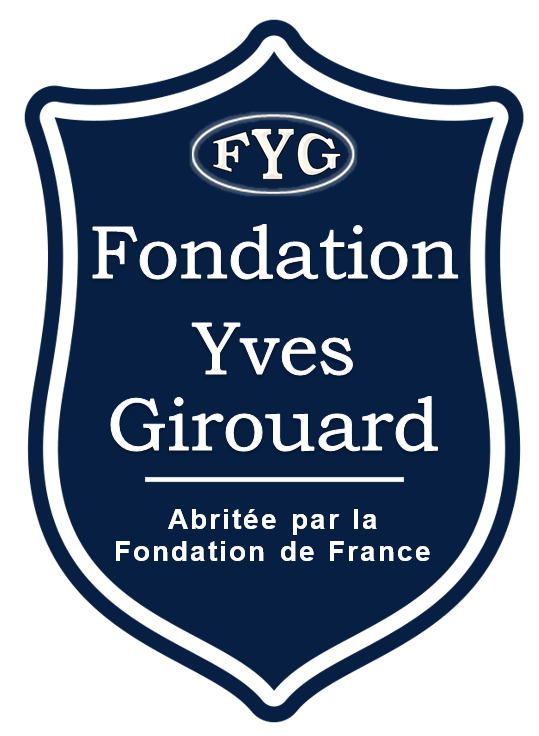 FYG
Fondation
Yves
Girouard
Abritée par la
Fondation de France